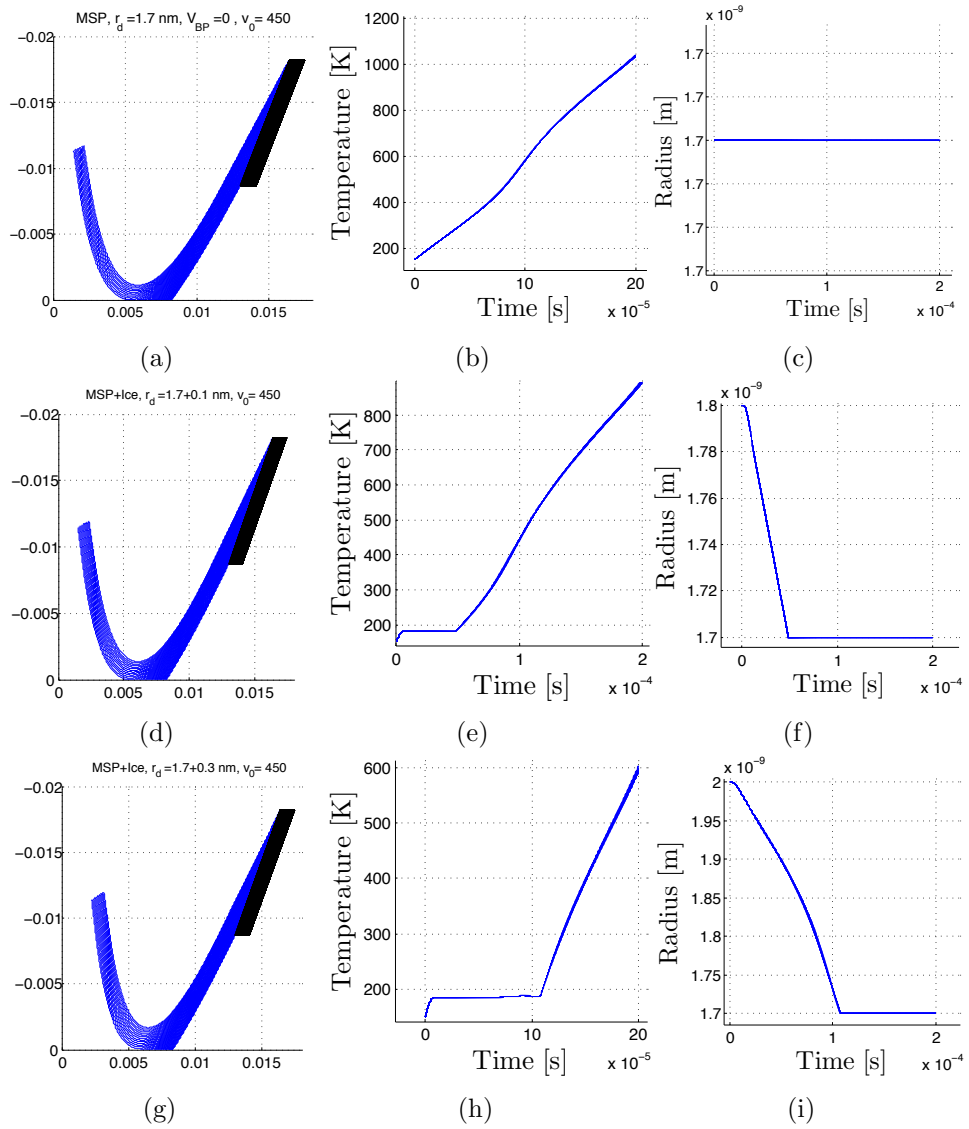 MSP, r_d =1.7 nm, V_BP =0 , v_0= 450
−0.02
−0.015
−0.01
−0.005
0
0 0.005 0.01 0.015
(a)
Temperature [K]
1200
1000
800
600
400
200
0 10 20
Time [s] x 10^-5
(b)
Radius [m]
x 10^-9
1.7
1.7
1.7
1.7
1.7
0 1 2
Time [s] x 10^-4
(c)
MSP+Ice, r_d =1.7+0.1 nm, v_0= 450
−0.02
−0.015
−0.01
−0.005
0
0 0.005 0.01 0.015
(d)
Temperature [K]
800
700
600
500
400
300
200
0 1 2
Time [s] x 10^-4
(e)
Radius [m]
x 10^-9
1.8
1.78
1.76
1.74
1.72
1.7
0 1 2
Time [s] x 10^-4
(f)
MSP+Ice, r_d =1.7+0.3 nm, v_0= 450
−0.02
−0.015
−0.01
−0.005
0
0 0.005 0.01 0.015
(g)
Temperature [K]
600
500
400
300
200
0 10 20
Time [s] x 10^-5
(h)
Radius [m]
x 10^-9
2
1.95
1.9
1.85
1.8
1.75
1.7
0 1 2
Time [s] x 10^-4
(i)